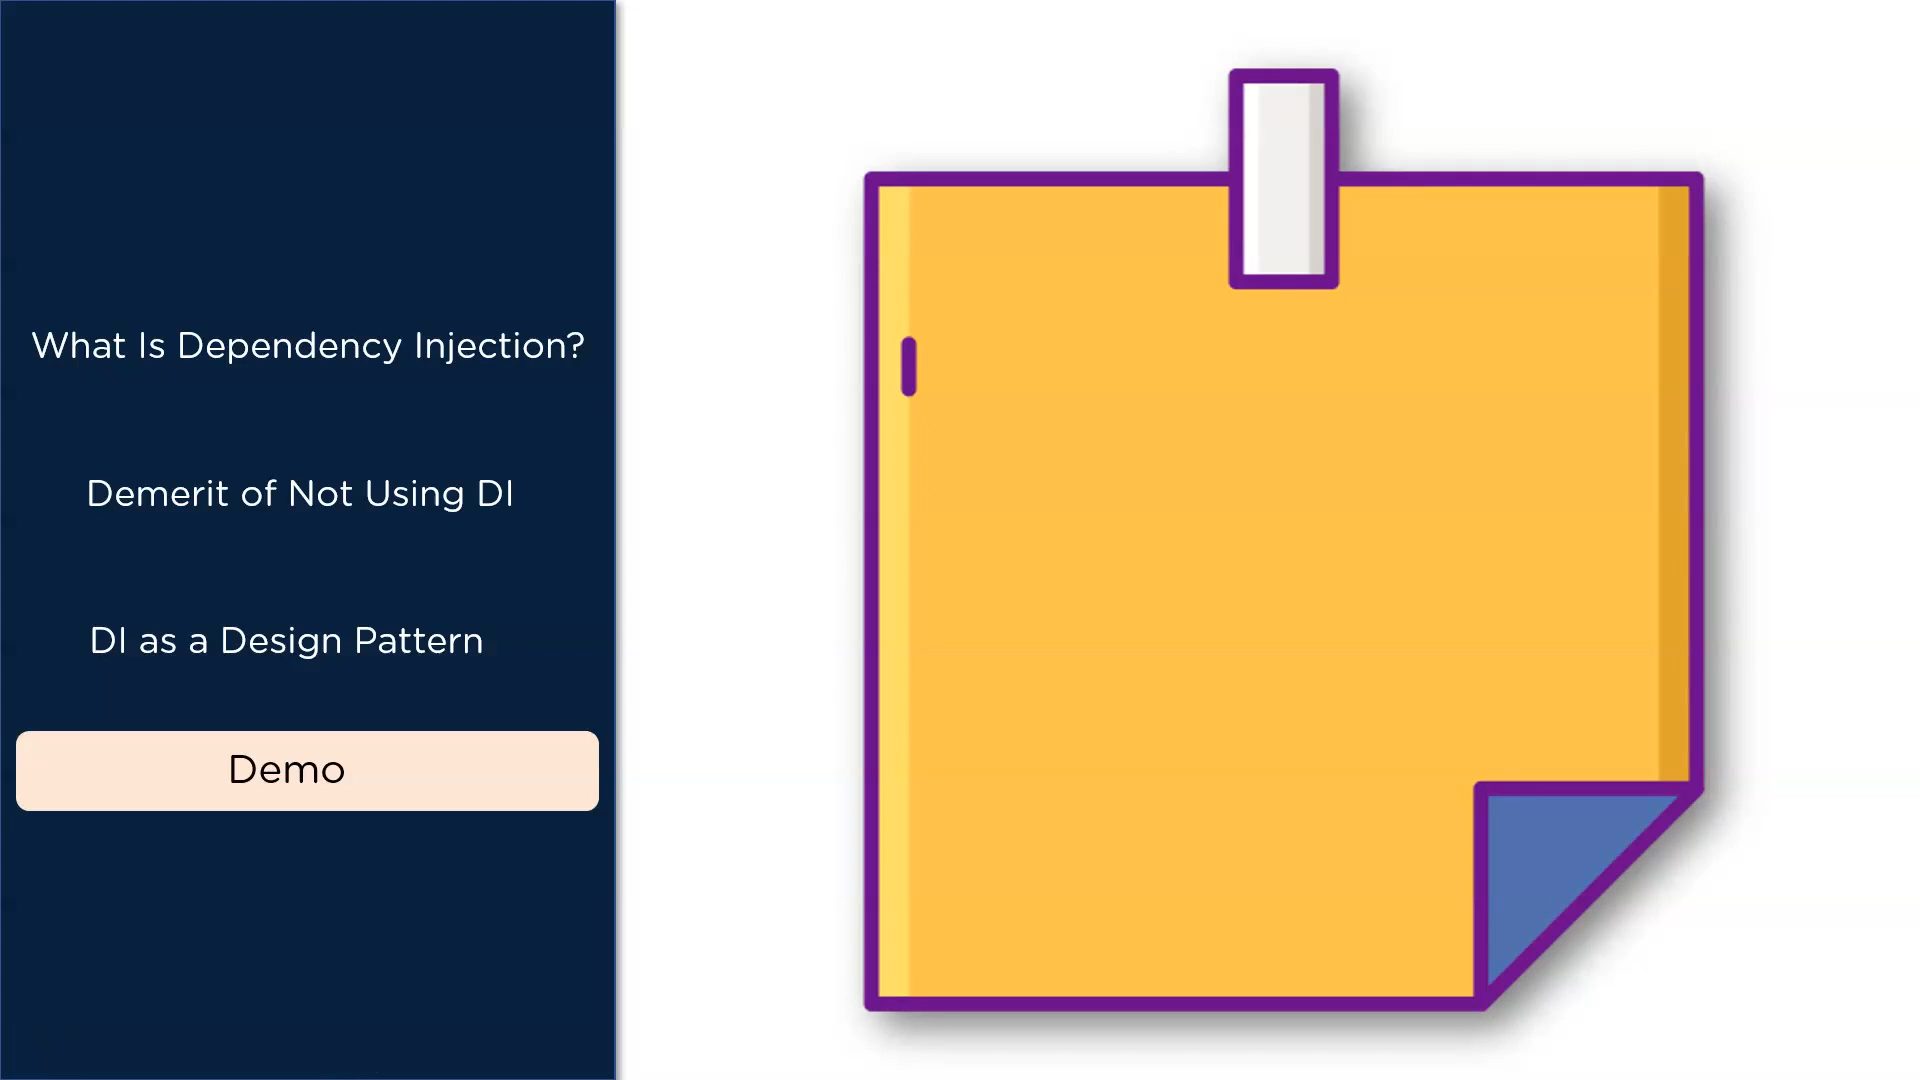 What Is Dependency Injection?
Demerit of Not Using DI
DI as a Design Pattern
Demo